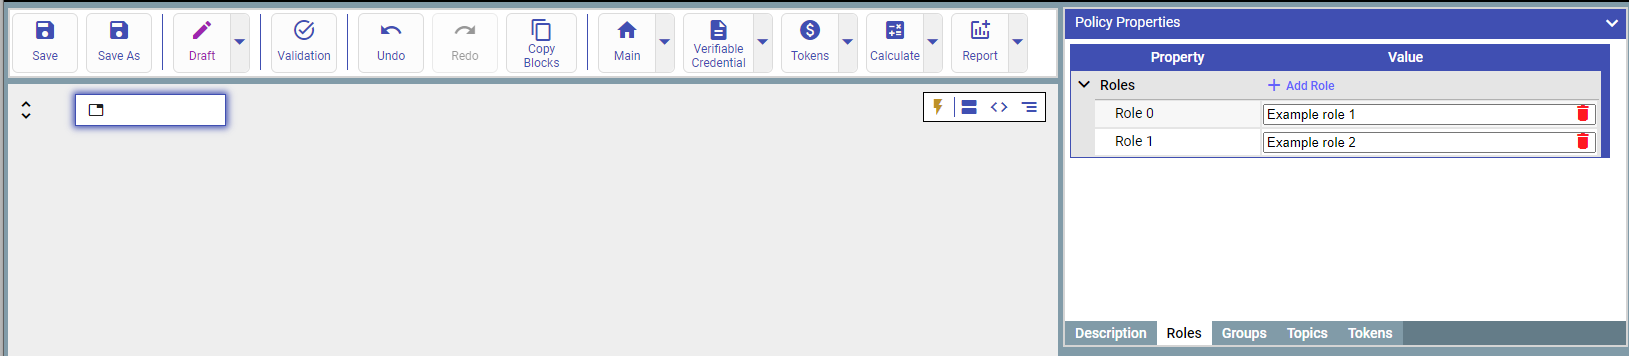 Save
Save As
Draft
Validation
Undo
Redo
Copy
Blocks
Main
Verifiable
Credential
Tokens
Calculate
Report
Policy Properties
Property Value
Roles + Add Role
Role 0 Example role 1
Role 1 Example role 2
Description Roles Groups Topics Tokens